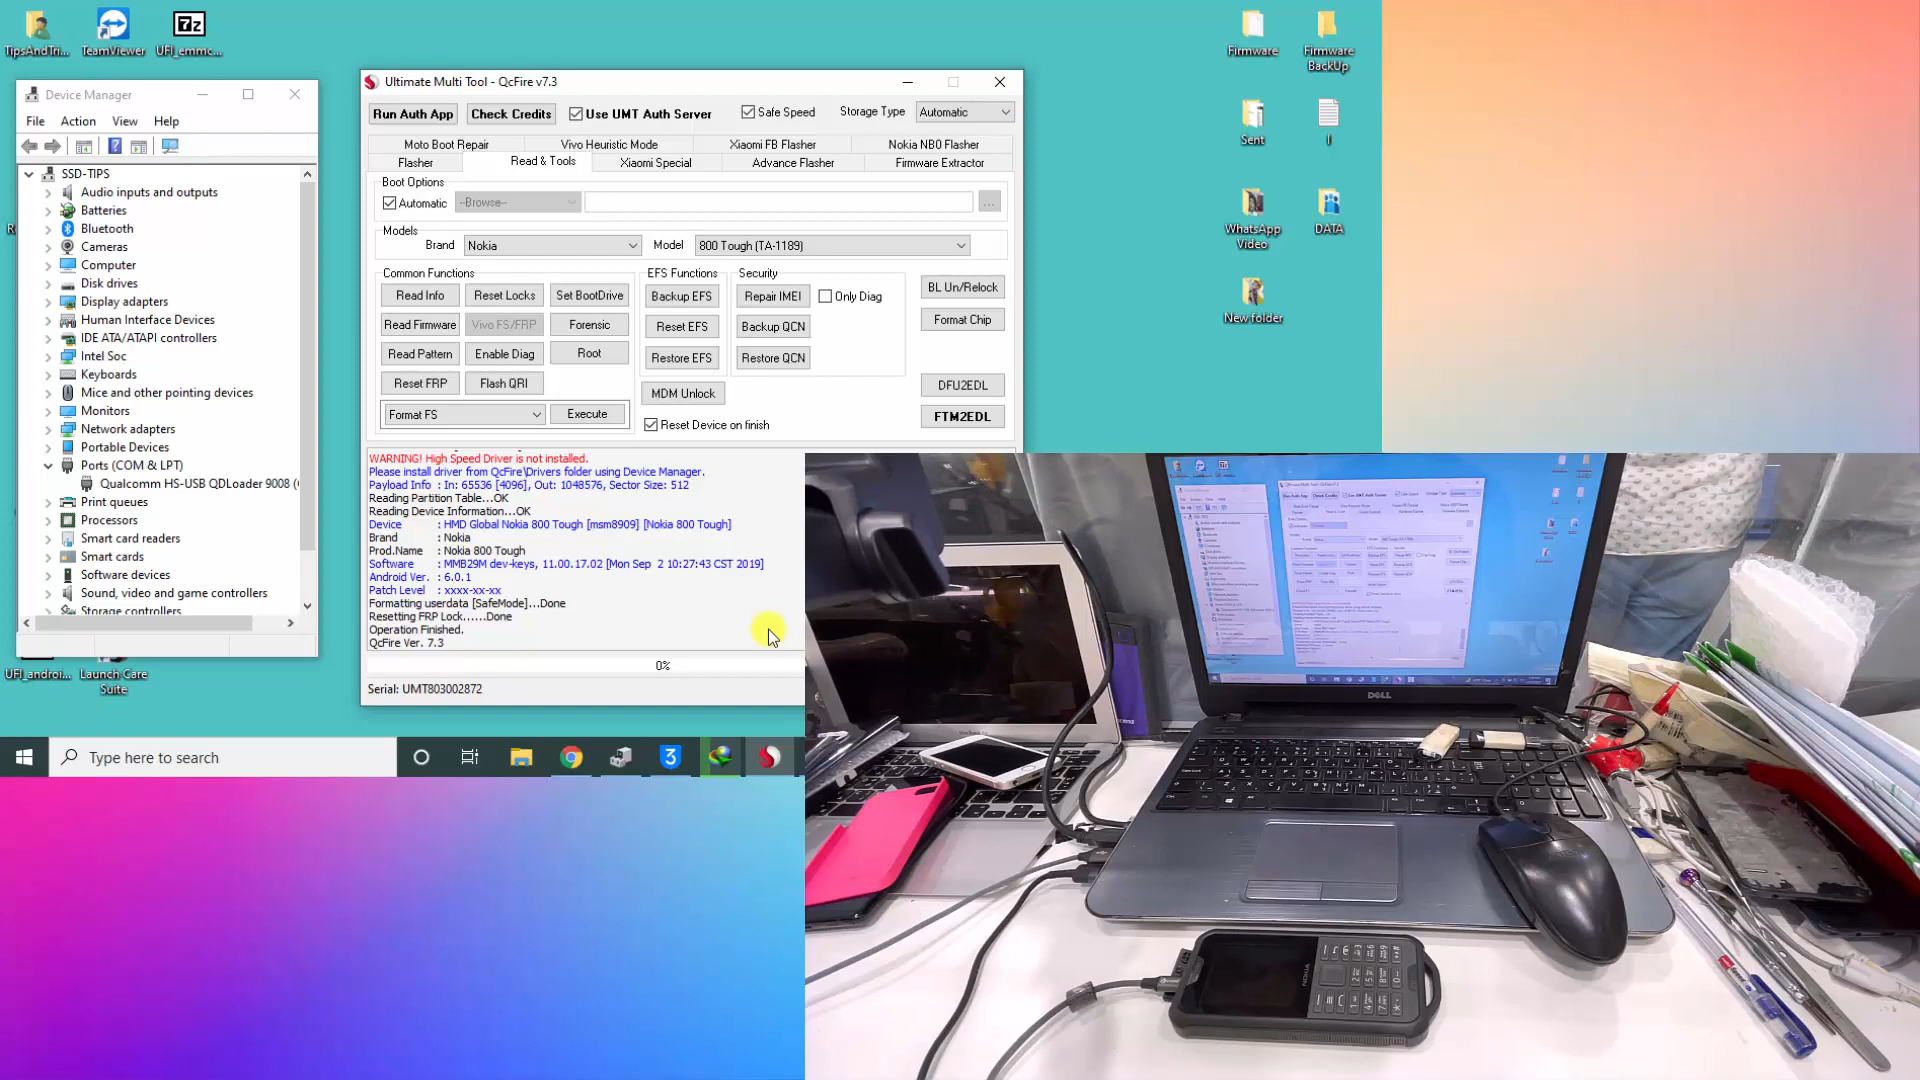 TipsAndTri...
TeamViewer
UFI_emmc...
Firmware
Firmware
BackUp
Sent
I
WhatsApp
Video
DATA
New folder
Device Manager
File
Action
View
Help
SSD-TIPS
Audio inputs and outputs
Batteries
Bluetooth
Cameras
Computer
Disk drives
Display adapters
Human Interface Devices
IDE ATA/ATAPI controllers
Intel Soc
Keyboards
Mice and other pointing devices
Monitors
Network adapters
Portable Devices
Ports (COM & LPT)
Qualcomm HS-USB QDLoader 9008 (
Print queues
Processors
Smart card readers
Smart cards
Software devices
Sound, video and game controllers
Storage controllers
UFI_androi...
Launch Care
Suite
Ultimate Multi Tool - QcFire v7.3
Run Auth App
Check Credits
Use UMT Auth Server
Safe Speed
Storage Type
Automatic
Moto Boot Repair
Vivo Heuristic Mode
Xiaomi FB Flasher
Nokia NB0 Flasher
Flasher
Read & Tools
Xiaomi Special
Advance Flasher
Firmware Extractor
Boot Options
Automatic
--Browse--
...
Models
Brand
Nokia
Model
800 Tough (TA-1189)
Common Functions
Read Info
Reset Locks
Set BootDrive
Read Firmware
Vivo FS/FRP
Forensic
Read Pattern
Enable Diag
Root
Reset FRP
Flash QRI
Format FS
Execute
EFS Functions
Backup EFS
Reset EFS
Restore EFS
MDM Unlock
Security
Repair IMEI
Only Diag
Backup QCN
Restore QCN
Reset Device on finish
BL Un/Relock
Format Chip
DFU2EDL
FTM2EDL
WARNING! High Speed Driver is not installed.
Please install driver from QcFire\Drivers folder using Device Manager.
Payload Info : In: 65536 [4096], Out: 1048576, Sector Size: 512
Reading Partition Table...OK
Reading Device Information...OK
Device : HMD Global Nokia 800 Tough [msm8909] [Nokia 800 Tough]
Brand : Nokia
Prod.Name : Nokia 800 Tough
Software : MMB29M dev-keys, 11.00.17.02 [Mon Sep 2 10:27:43 CST 2019]
Android Ver. : 6.0.1
Patch Level : xxxx-xx-xx
Formatting userdata [SafeMode]...Done
Resetting FRP Lock......Done
Operation Finished.
QcFire Ver. 7.3
0%
Serial: UMT803002872
Type here to search
DELL
NOKIA